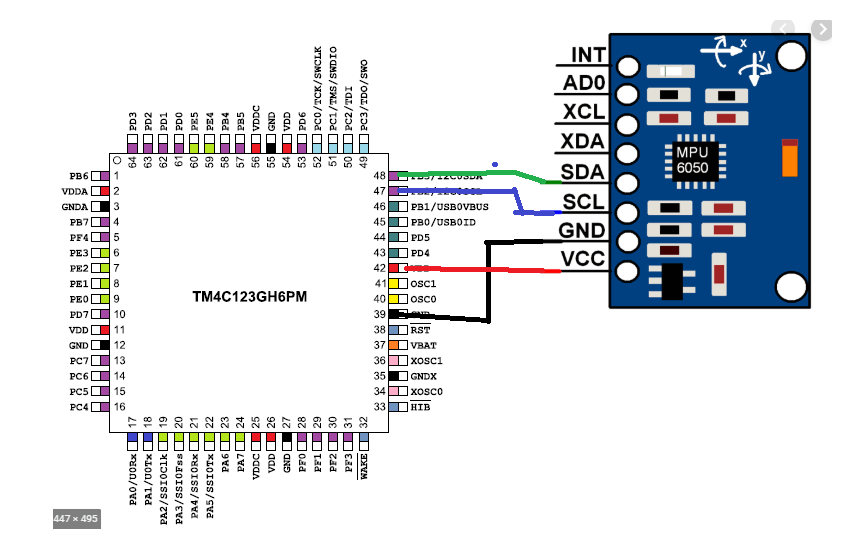 PD3
PD2
PD1
PD0
PE5
PE4
PB4
PB5
VDDC
GND
VDD
PD6
PC0/TCK/SWCLK
PC1/TMS/SWDIO
PC2/TDI
PC3/TDO/SWO
64 63 62 61 60 59 58 57 56 55 54 53 52 51 50 49
PB6 1
VDDA 2
GNDA 3
PB7 4
PF4 5
PE3 6
PE2 7
PE1 8
PE0 9
PD7 10
VDD 11
GND 12
PC7 13
PC6 14
PC5 15
PC4 16
TM4C123GH6PM
48 PB3/I2C0SDA
47
46 PB1/USB0VBUS
45 PB0/USB0ID
44 PD5
43 PD4
42
41 OSC1
40 OSC0
39
38 RST
37 VBAT
36 XOSC1
35 GNDX
34 XOSC0
33 HIB
17 18 19 20 21 22 23 24 25 26 27 28 29 30 31 32
PA0/U0Rx
PA1/U0Tx
PA2/SSI0Clk
PA3/SSI0Fss
PA4/SSI0Rx
PA5/SSI0Tx
PA6
PA7
VDDC
VDD
GND
PF0
PF1
PF2
PF3
WAKE
INT
AD0
XCL
XDA
SDA
SCL
GND
VCC
x
y
MPU
6050
447 × 495